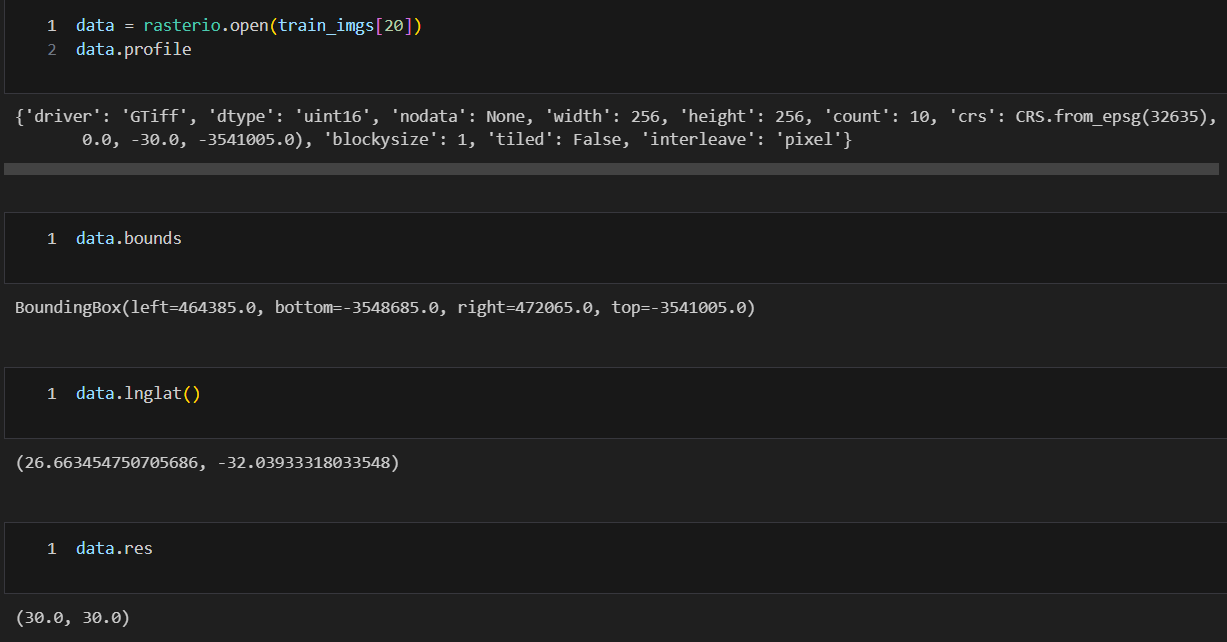 1 data = rasterio.open(train_imgs[20])
2 data.profile
{'driver': 'GTiff', 'dtype': 'uint16', 'nodata': None, 'width': 256, 'height': 256, 'count': 10, 'crs': CRS.from_epsg(32635),
0.0, -30.0, -3541005.0), 'blockysize': 1, 'tiled': False, 'interleave': 'pixel'}
1 data.bounds
BoundingBox(left=464385.0, bottom=-3548685.0, right=472065.0, top=-3541005.0)
1 data.lnglat()
(26.663454750705686, -32.03933318033548)
1 data.res
(30.0, 30.0)